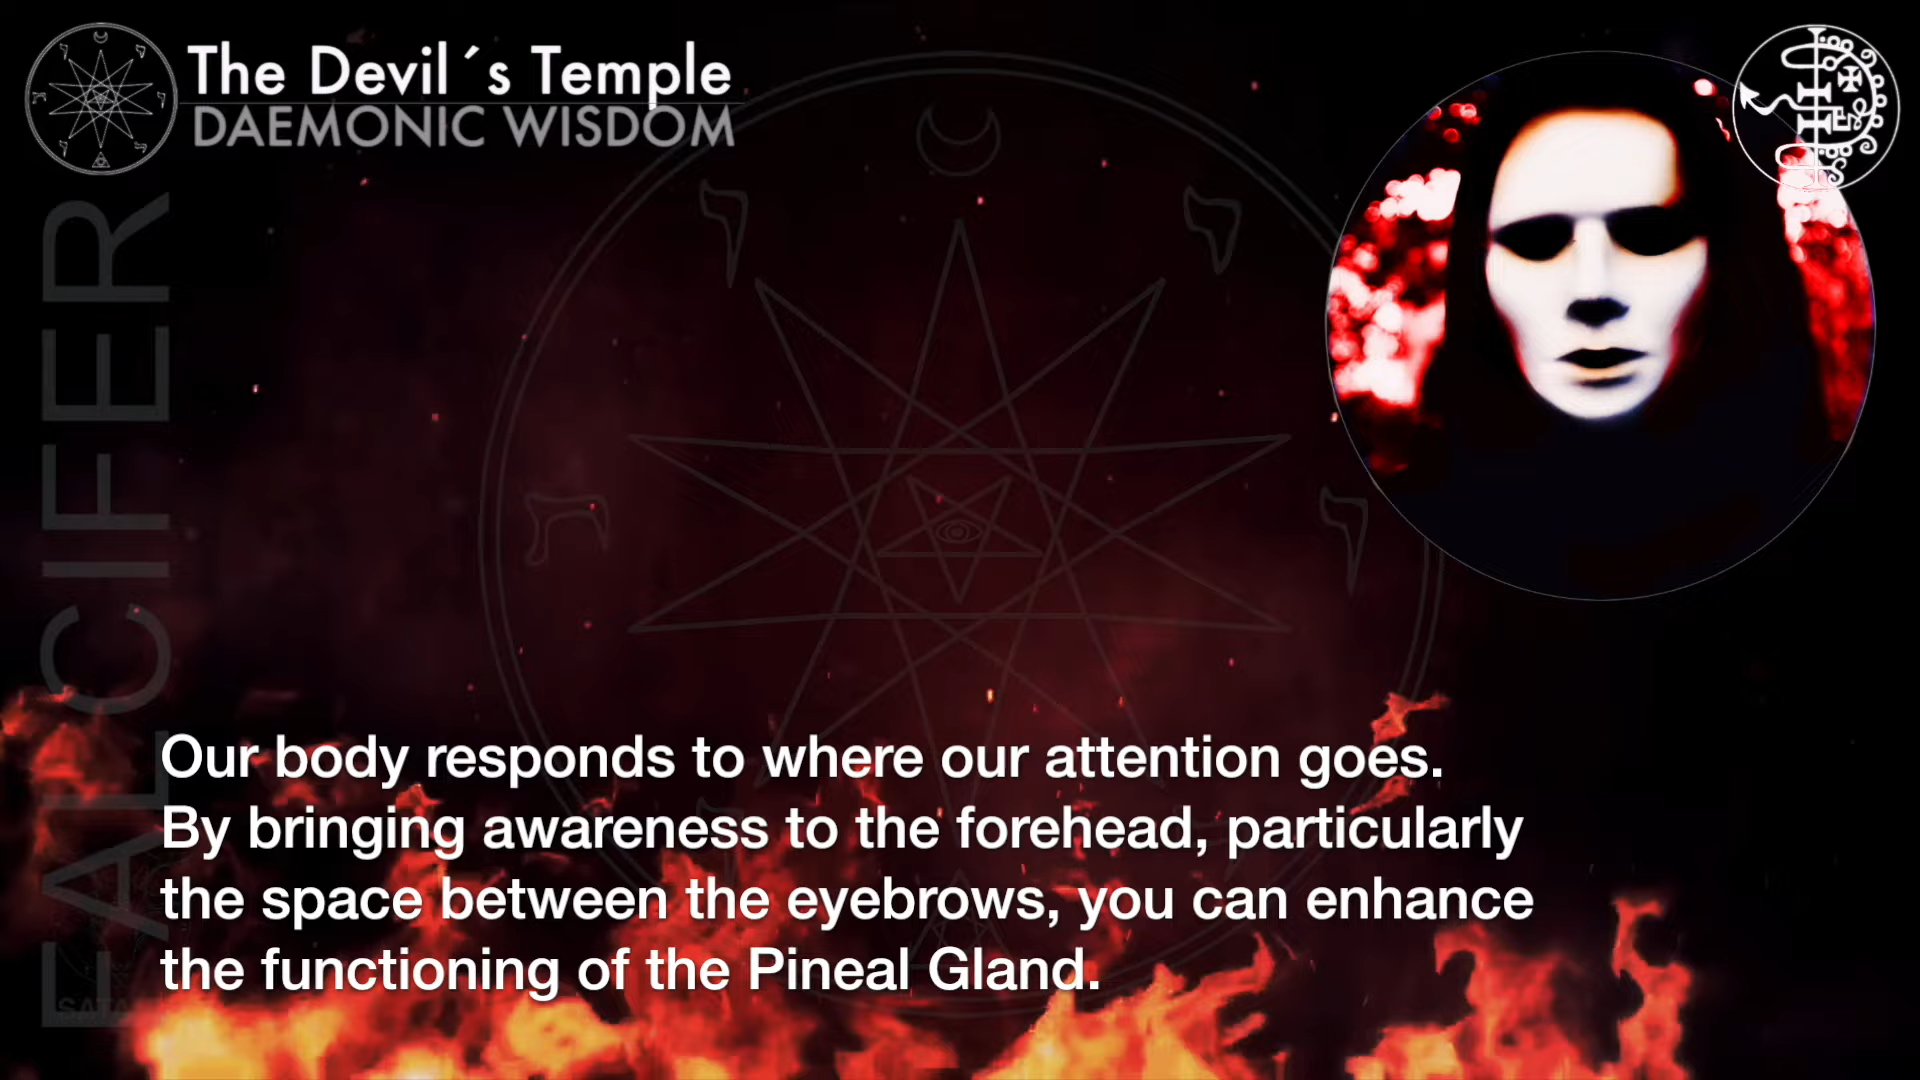 The Devil´s Temple
DAEMONIC WISDOM
FALCIFER
Our body responds to where our attention goes.
By bringing awareness to the forehead, particularly
the space between the eyebrows, you can enhance
the functioning of the Pineal Gland.